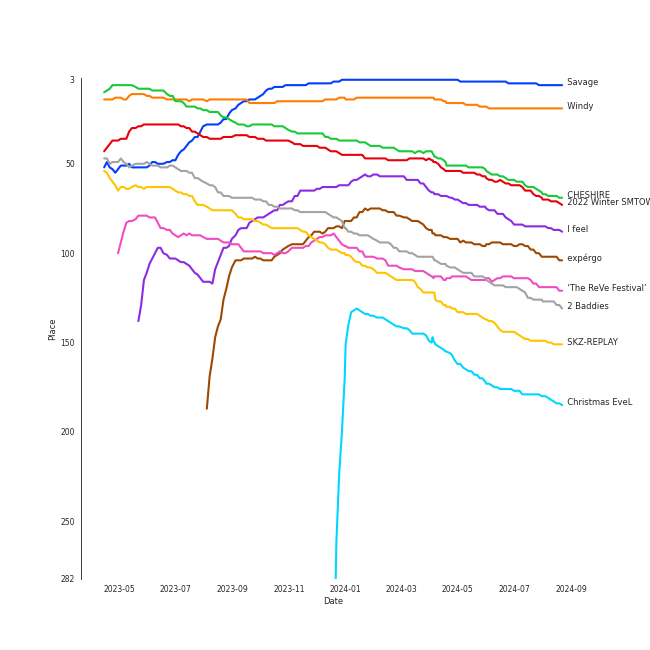 3
50
100
150
200
250
282
Place
2023-05
2023-07
2023-09
2023-11
2024-01
2024-03
2024-05
2024-07
2024-09
Date
Savage
Windy
CHESHIRE
2022 Winter SMTOW
I feel
expérgo
'The ReVe Festival'
2 Baddies
SKZ-REPLAY
Christmas EveL